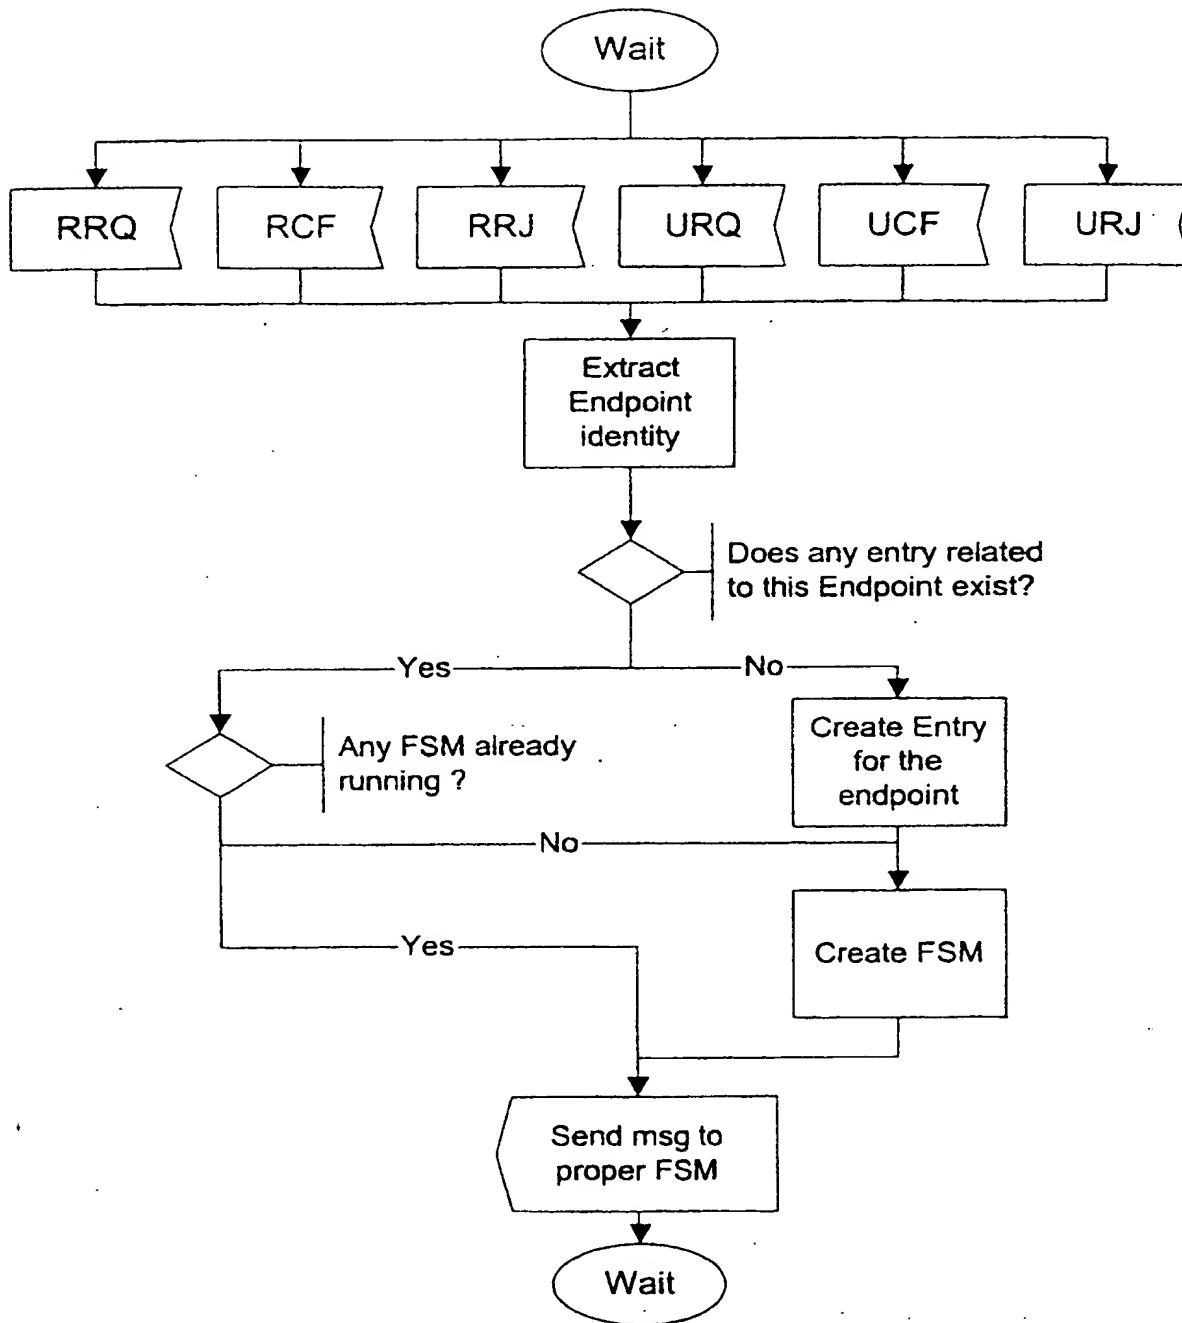 Wait
RRQ
RCF
RRJ
URQ
UCF
URJ
Extract
Endpoint
identity
Does any entry related
to this Endpoint exist?
Yes
No
Any FSM already
running ?
Create Entry
for the
endpoint
No
Yes
Create FSM
Send msg to
proper FSM
Wait